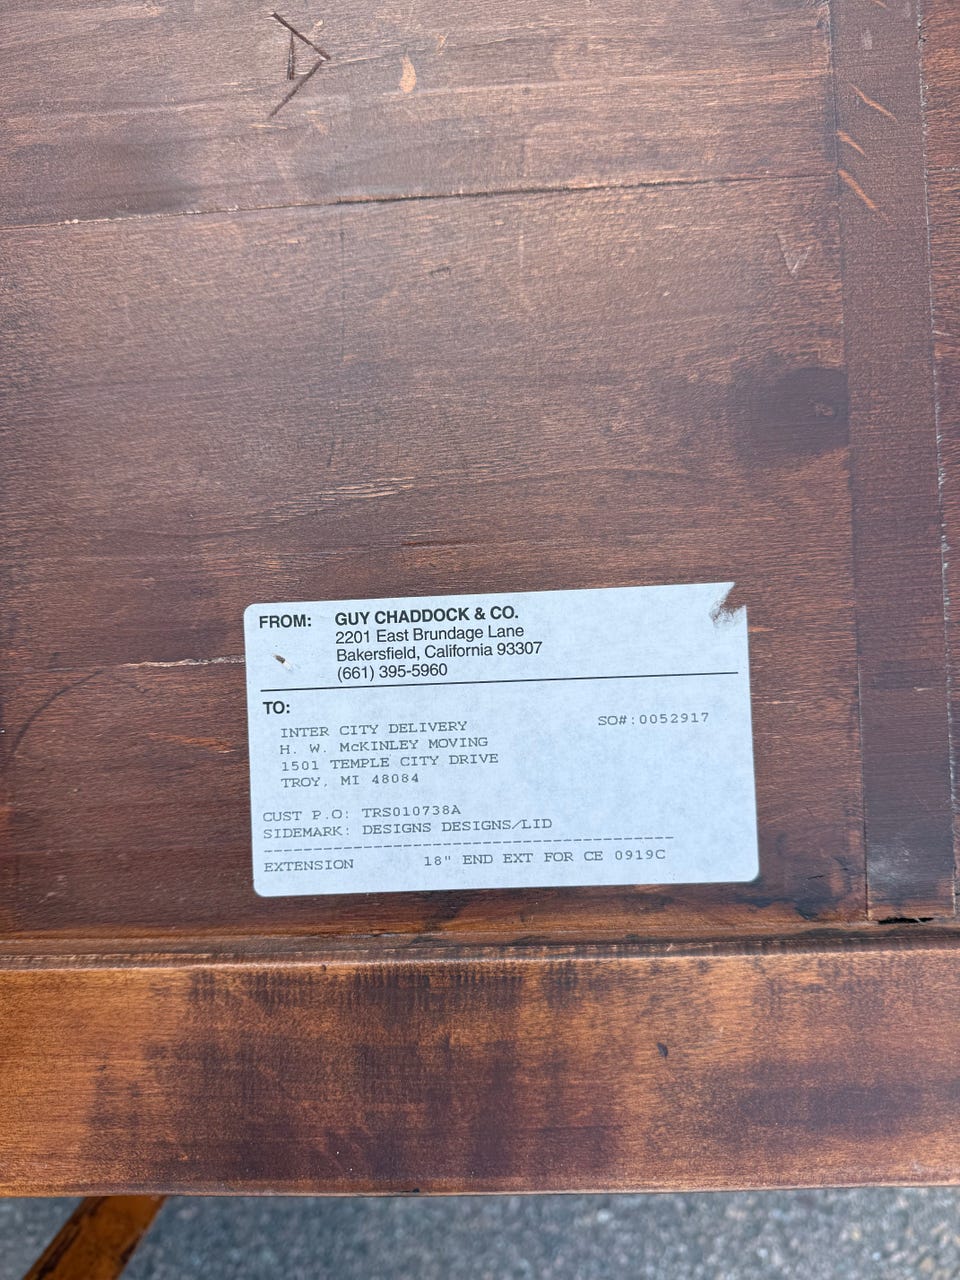 FROM: GUY CHADDOCK & CO.
2201 East Brundage Lane
Bakersfield, California 93307
(661) 395-5960
TO:
INTER CITY DELIVERY SO#:0052917
H. W. McKINLEY MOVING
1501 TEMPLE CITY DRIVE
TROY, MI 48084
CUST P.O: TRS010738A
SIDEMARK: DESIGNS DESIGNS/LID
EXTENSION 18" END EXT FOR CE 0919C